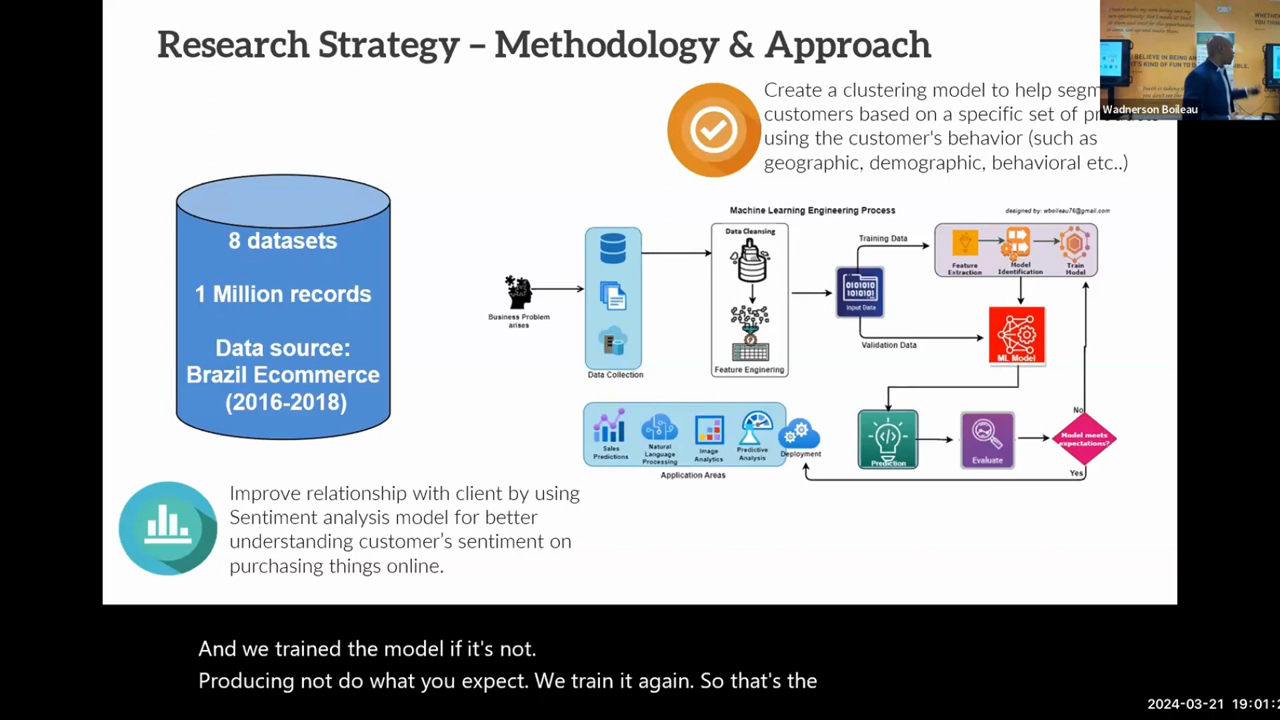 Research Strategy – Methodology & Approach
Create a clustering model to help segm
customers based on a specific set of
using the customer's behavior (such as
geographic, demographic, behavioral etc..)
Wadnerson Boileau
BELIEVE IN BEING
8 datasets
1 Million records
Data source:
Brazil Ecommerce
(2016-2018)
Machine Learning Engineering Process
designed by: wboileau76@gmail.com
Business Problem
arises
Data Collection
Data Cleansing
Feature Enginering
Input Data
Training Data
Validation Data
Feature
Extraction
Model
Identification
Train
Model
ML Model
Prediction
Evaluate
Model meets
expectations?
No
Yes
Sales
Predictions
Natural
Language
Processing
Image
Analytics
Predictive
Analysis
Deployment
Application Areas
Improve relationship with client by using
Sentiment analysis model for better
understanding customer's sentiment on
purchasing things online.
And we trained the model if it's not.
Producing not do what you expect. We train it again. So that's the
2024-03-21 19:01:2